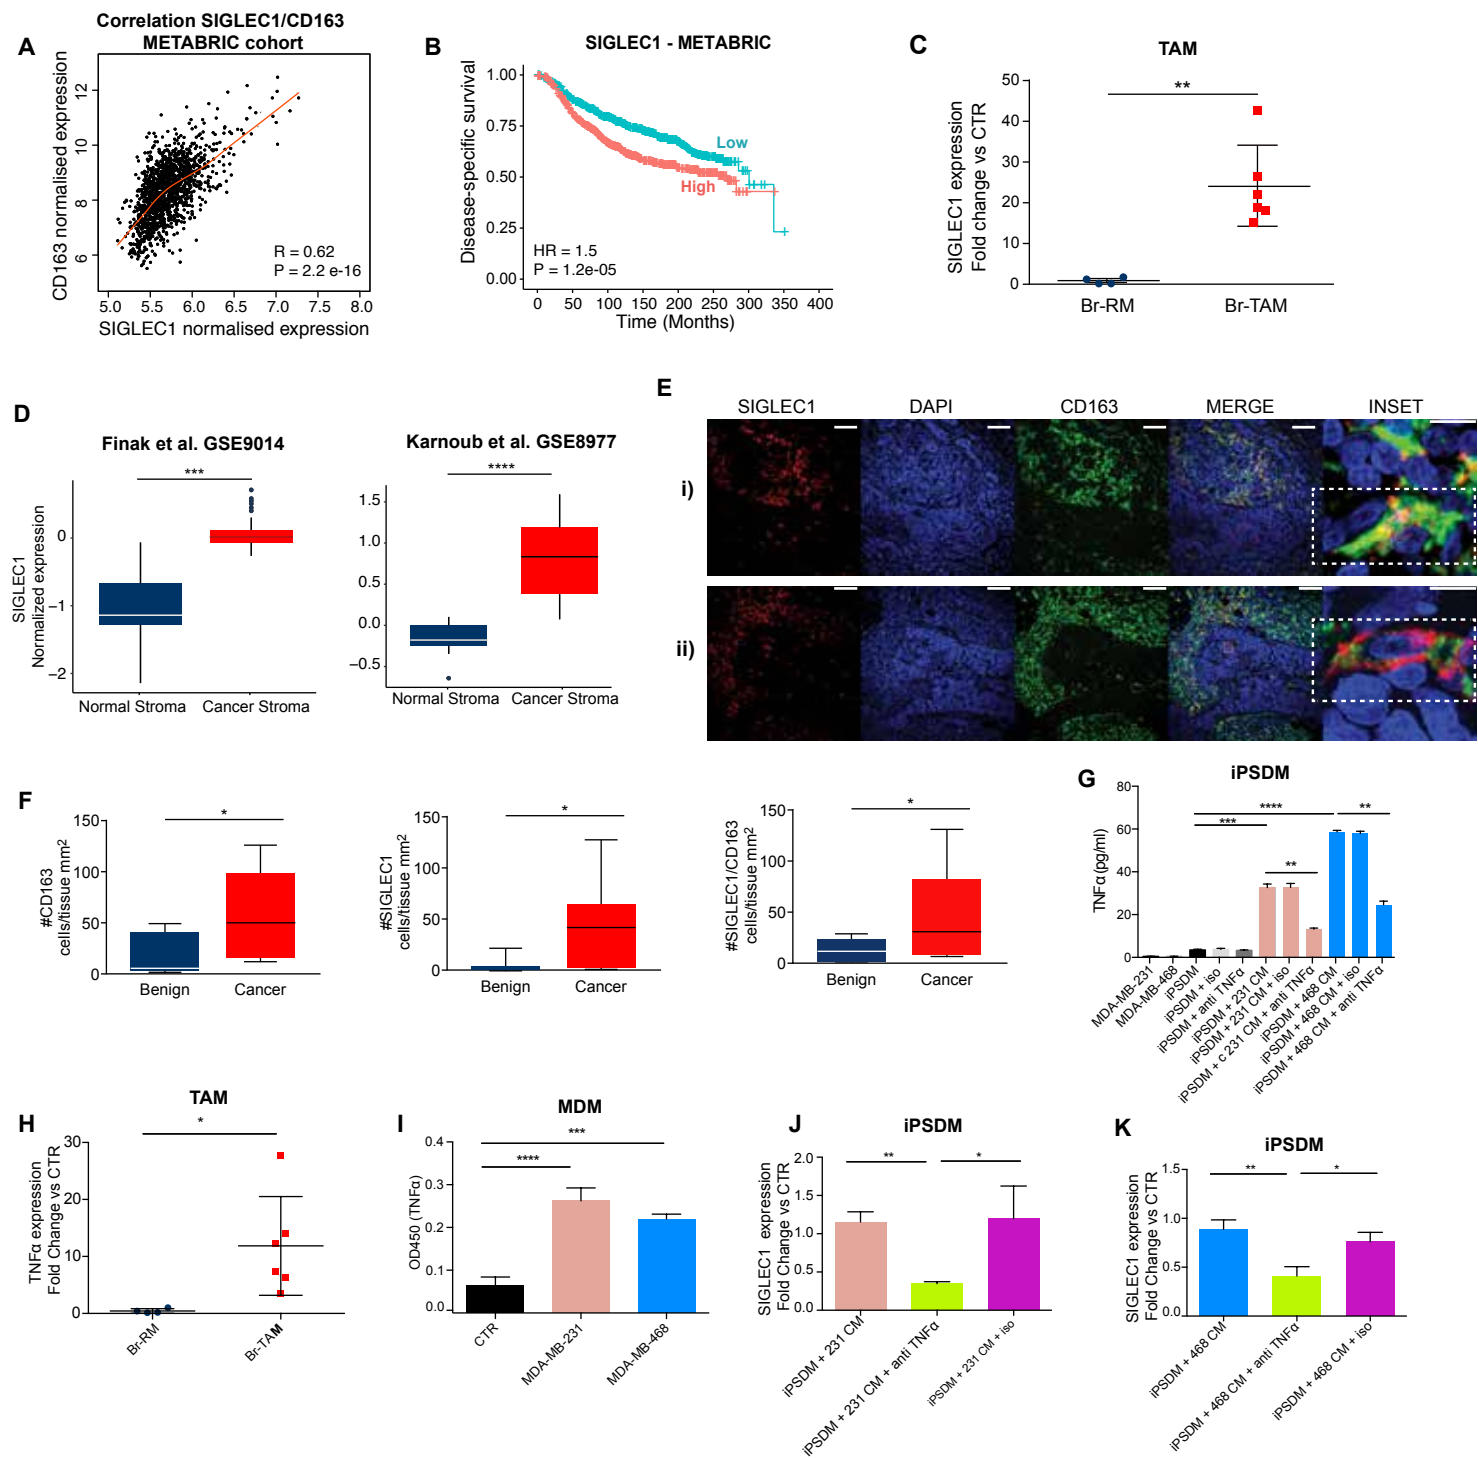 A
Correlation SIGLEC1/CD163
METABRIC cohort
CD163 normalised expression
12
10
8
6
R = 0.62
P = 2.2 e-16
5.0 5.5 6.0 6.5 7.0 7.5 8.0
SIGLEC1 normalised expression
B
SIGLEC1 - METABRIC
Disease-specific survival
1.00
0.75
0.50
0.25
0.00
Low
High
HR = 1.5
P = 1.2e-05
0 50 100 150 200 250 300 350 400
Time (Months)
C
TAM
SIGLEC1 expression
Fold change vs CTR
50
40
30
20
10
0
**
Br-RM Br-TAM
D
Finak et al. GSE9014
SIGLEC1
Normalized expression
0
−1
−2
***
Normal Stroma Cancer Stroma
Karnoub et al. GSE8977
1.5
1.0
0.5
0.0
−0.5
****
Normal Stroma Cancer Stroma
E
SIGLEC1 DAPI CD163 MERGE INSET
i)
ii)
F
#CD163
cells/tissue mm²
150
100
50
0
*
Benign Cancer
#SIGLEC1
cells/tissue mm²
150
100
50
0
*
Benign Cancer
#SIGLEC1/CD163
cells/tissue mm²
150
100
50
0
*
Benign Cancer
G
iPSDM
TNFα (pg/ml)
80
60
40
20
0
****
**
***
**
MDA-MB-231
MDA-MB-468
iPSDM
iPSDM + iso
iPSDM + anti TNFα
iPSDM + 231 CM
iPSDM + 231 CM + iso
iPSDM + c 231 CM + anti TNFα
iPSDM + 468 CM
iPSDM + 468 CM + iso
iPSDM + 468 CM + anti TNFα
H
TAM
TNFα expression
Fold Change vs CTR
30
20
10
0
*
Br-RM
Br-TAM
I
MDM
OD450 (TNFα)
0.4
0.3
0.2
0.1
0.0
***
****
CTR
MDA-MB-231
MDA-MB-468
J
iPSDM
SIGLEC1 expression
Fold Change vs CTR
2.0
1.5
1.0
0.5
0.0
**
*
iPSDM + 231 CM
iPSDM + 231 CM + anti TNFα
iPSDM + 231 CM + iso
K
iPSDM
SIGLEC1 expression
Fold Change vs CTR
1.5
1.0
0.5
0.0
**
*
iPSDM + 468 CM
iPSDM + 468 CM + anti TNFα
iPSDM + 468 CM + iso